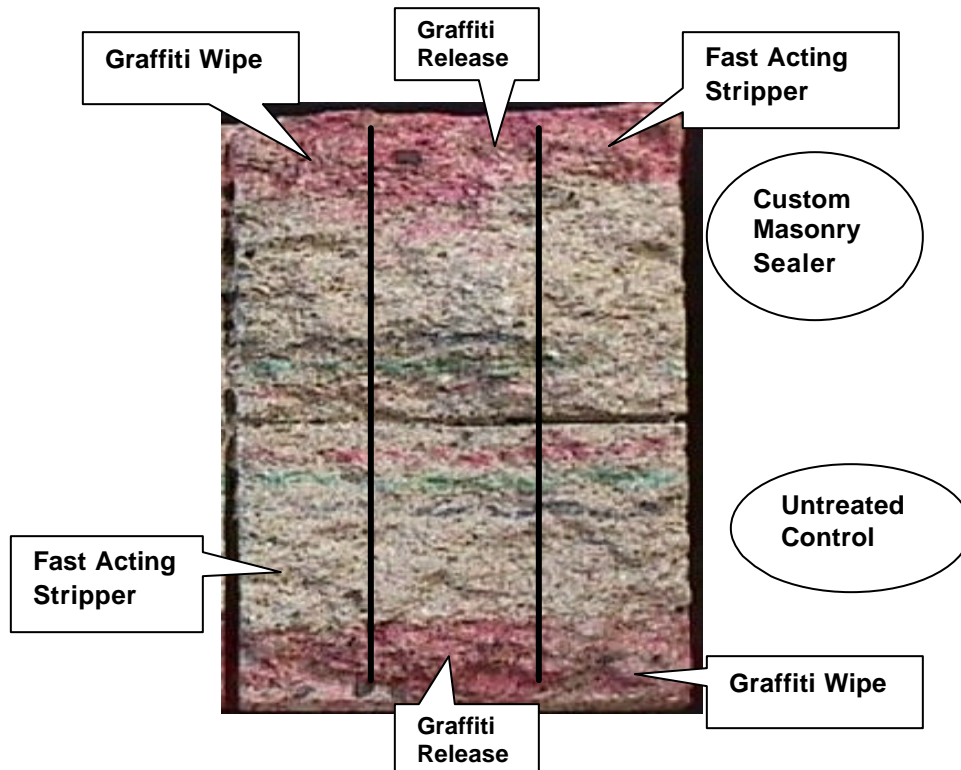 Graffiti Wipe
Graffiti
Release
Fast Acting
Stripper
Custom
Masonry
Sealer
Untreated
Control
Fast Acting
Stripper
Graffiti Wipe
Graffiti
Release